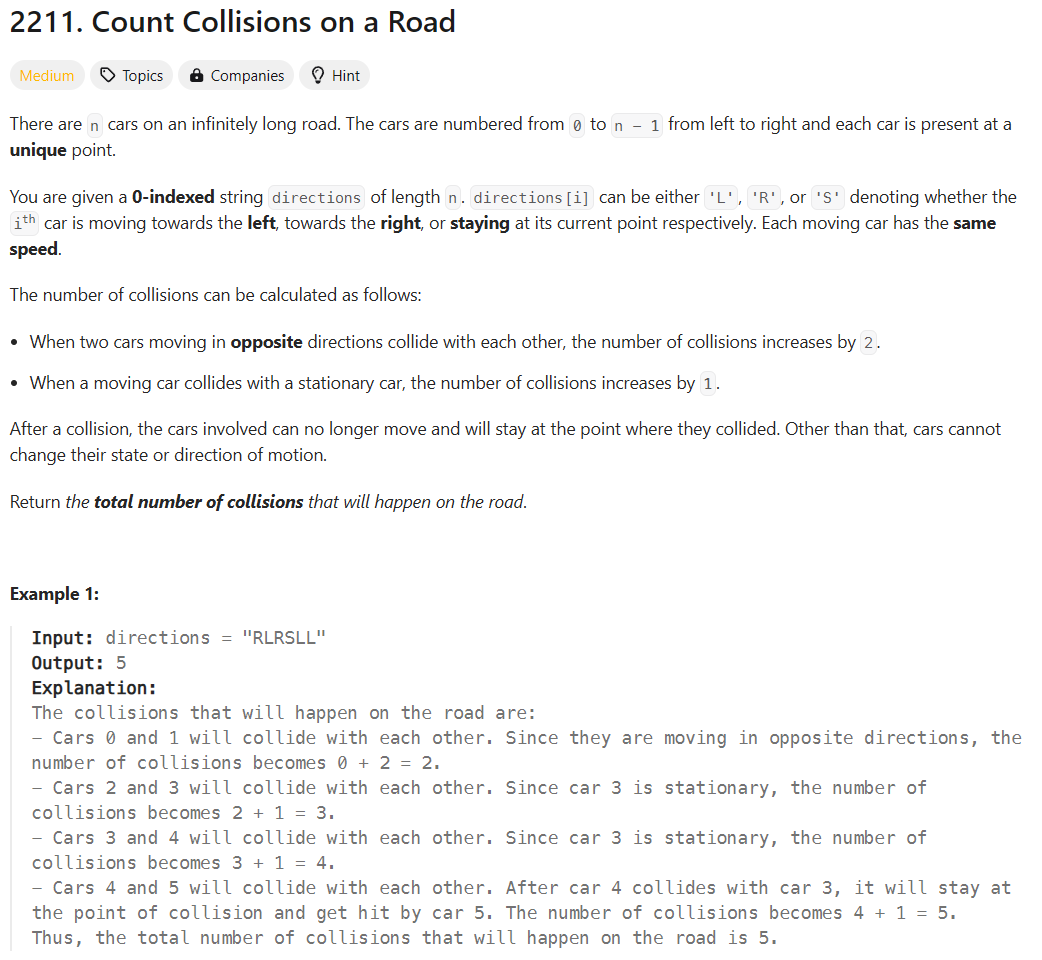 2211. Count Collisions on a Road
Medium Topics Companies Hint
There are n cars on an infinitely long road. The cars are numbered from 0 to n - 1 from left to right and each car is present at a
unique point.
You are given a 0-indexed string directions of length n. directions[i] can be either 'L', 'R', or 'S' denoting whether the
ith car is moving towards the left, towards the right, or staying at its current point respectively. Each moving car has the same
speed.
The number of collisions can be calculated as follows:
• When two cars moving in opposite directions collide with each other, the number of collisions increases by 2.
• When a moving car collides with a stationary car, the number of collisions increases by 1.
After a collision, the cars involved can no longer move and will stay at the point where they collided. Other than that, cars cannot
change their state or direction of motion.
Return the total number of collisions that will happen on the road.
Example 1:
Input: directions = "RLRSLL"
Output: 5
Explanation:
The collisions that will happen on the road are:
- Cars 0 and 1 will collide with each other. Since they are moving in opposite directions, the
number of collisions becomes 0 + 2 = 2.
- Cars 2 and 3 will collide with each other. Since car 3 is stationary, the number of
collisions becomes 2 + 1 = 3.
- Cars 3 and 4 will collide with each other. Since car 3 is stationary, the number of
collisions becomes 3 + 1 = 4.
- Cars 4 and 5 will collide with each other. After car 4 collides with car 3, it will stay at
the point of collision and get hit by car 5. The number of collisions becomes 4 + 1 = 5.
Thus, the total number of collisions that will happen on the road is 5.